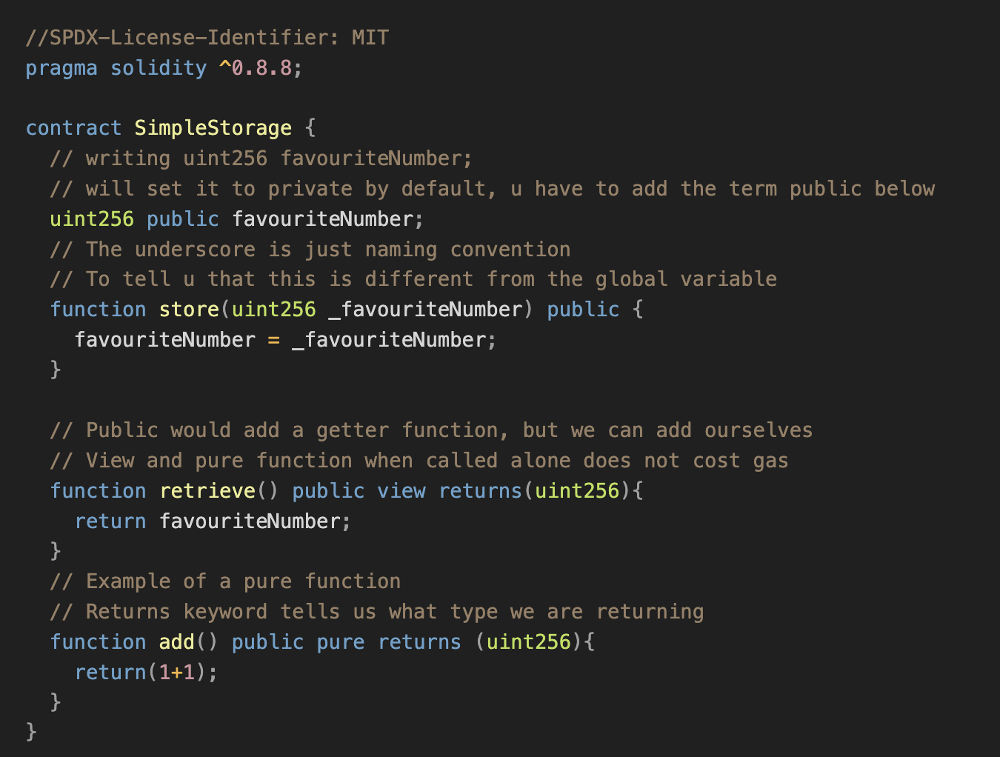 //SPDX-License-Identifier: MIT
pragma solidity ^0.8.8;
contract SimpleStorage {
// writing uint256 favouriteNumber;
// will set it to private by default, u have to add the term public below
uint256 public favouriteNumber;
// The underscore is just naming convention
// To tell u that this is different from the global variable
function store(uint256 _favouriteNumber) public {
favouriteNumber = _favouriteNumber;
}
// Public would add a getter function, but we can add ourselves
// View and pure function when called alone does not cost gas
function retrieve() public view returns(uint256){
return favouriteNumber;
}
// Example of a pure function
// Returns keyword tells us what type we are returning
function add() public pure returns (uint256){
return(1+1);
}
}